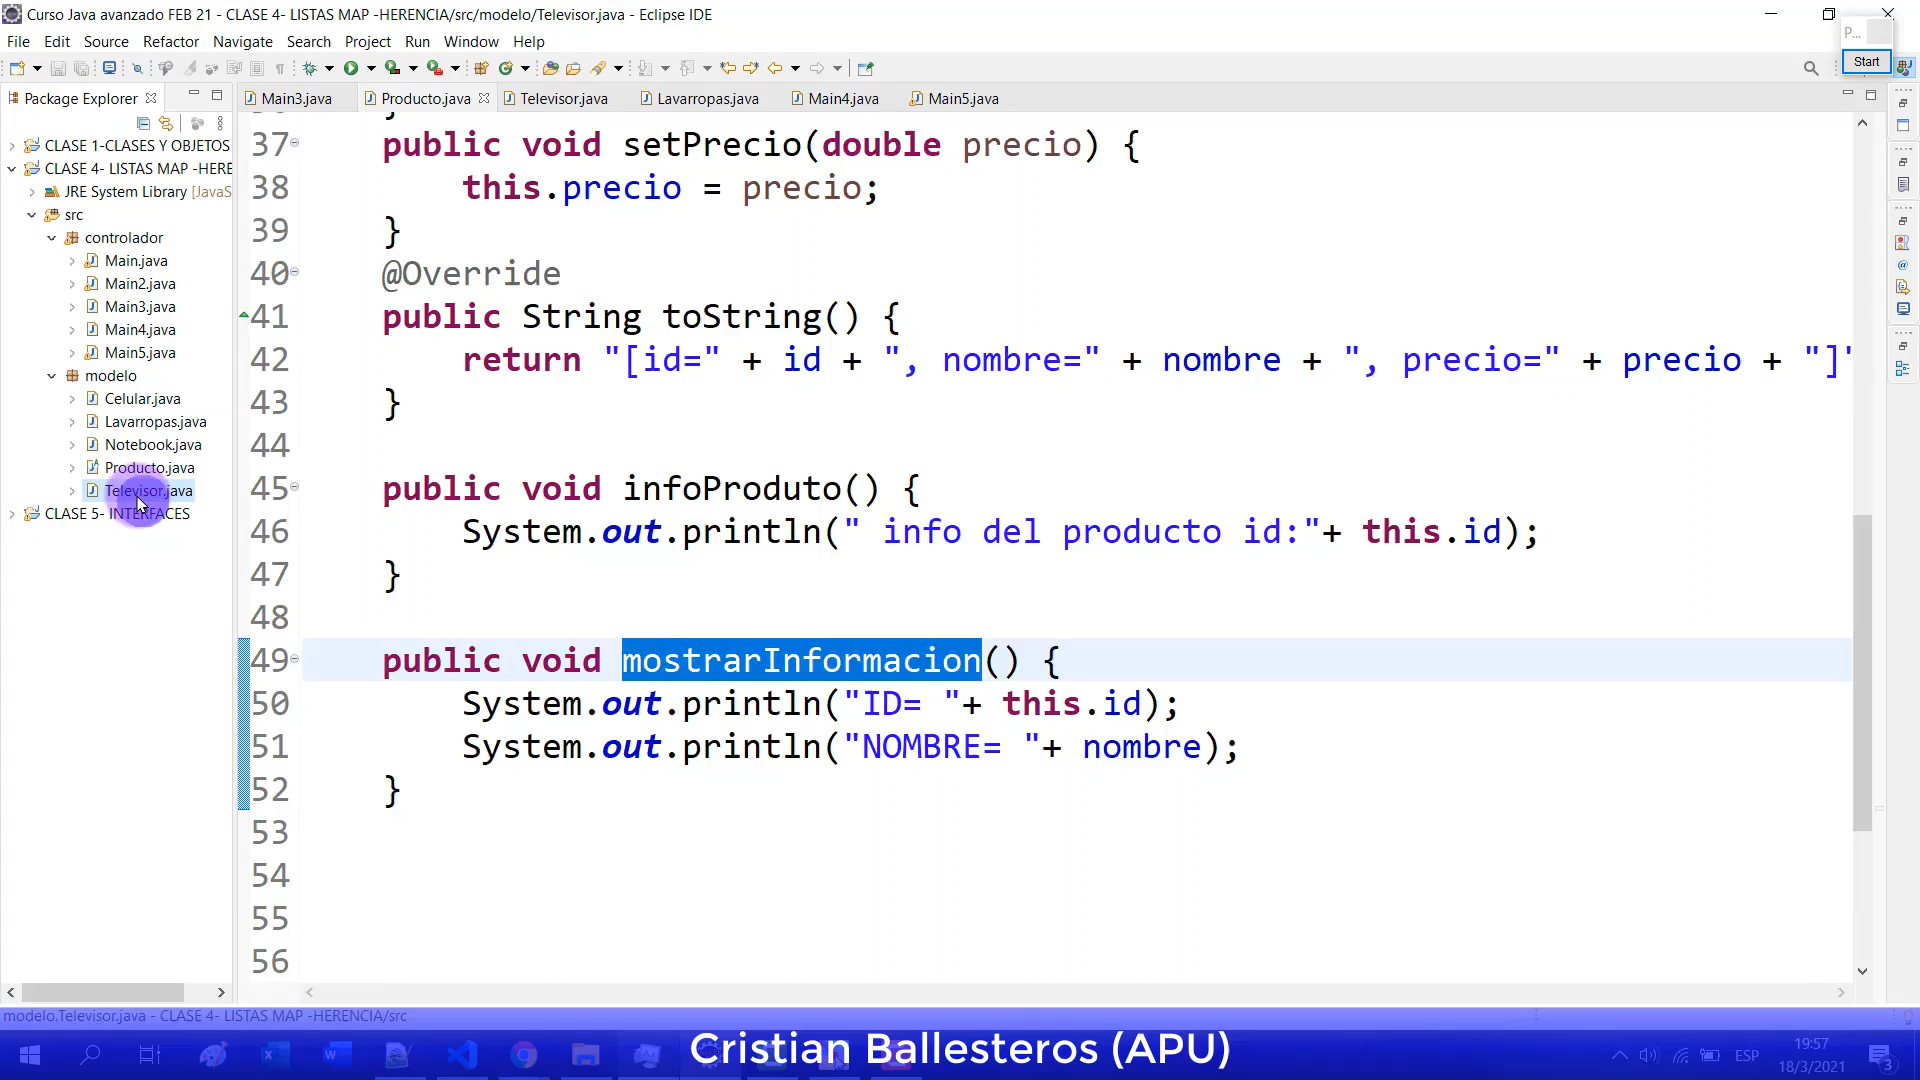 Curso Java avanzado FEB 21 - CLASE 4- LISTAS MAP -HERENCIA/src/modelo/Televisor.java - Eclipse IDE
File Edit Source Refactor Navigate Search Project Run Window Help
P...
Start
Package Explorer
Main3.java Producto.java Televisor.java Lavarropas.java Main4.java Main5.java
CLASE 1-CLASES Y OBJETOS
CLASE 4- LISTAS MAP -HERE
JRE System Library [JavaS
src
controlador
Main.java
Main2.java
Main3.java
Main4.java
Main5.java
modelo
Celular.java
Lavarropas.java
Notebook.java
Producto.java
Televisor.java
CLASE 5- INTERFACES
37 public void setPrecio(double precio) {
38 this.precio = precio;
39 }
40 @Override
41 public String toString() {
42 return "[id=" + id + ", nombre=" + nombre + ", precio=" + precio + "]"
43 }
44
45 public void infoProduto() {
46 System.out.println(" info del producto id:"+ this.id);
47 }
48
49 public void mostrarInformacion() {
50 System.out.println("ID= "+ this.id);
51 System.out.println("NOMBRE= "+ nombre);
52 }
53
54
55
56
modelo.Televisor.java - CLASE 4- LISTAS MAP -HERENCIA/src
Cristian Ballesteros (APU)
ESP
19:57
18/3/2021
3